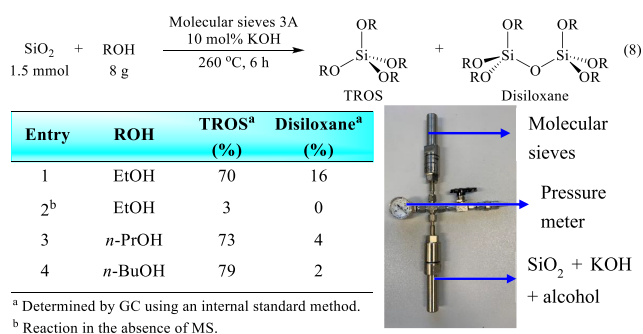 SiO2 + ROH
1.5 mmol 8 g
Molecular sieves 3A
10 mol% KOH
260 °C, 6 h
OR
Si
RO OR
OR
TROS
+
OR OR
Si Si
RO O OR
RO OR
Disiloxane
(8)
Entry ROH TROSa (%) Disiloxanea (%)
1 EtOH 70 16
2b EtOH 3 0
3 n-PrOH 73 4
4 n-BuOH 79 2
a Determined by GC using an internal standard method.
b Reaction in the absence of MS.
Molecular
sieves
Pressure
meter
SiO2 + KOH
+ alcohol